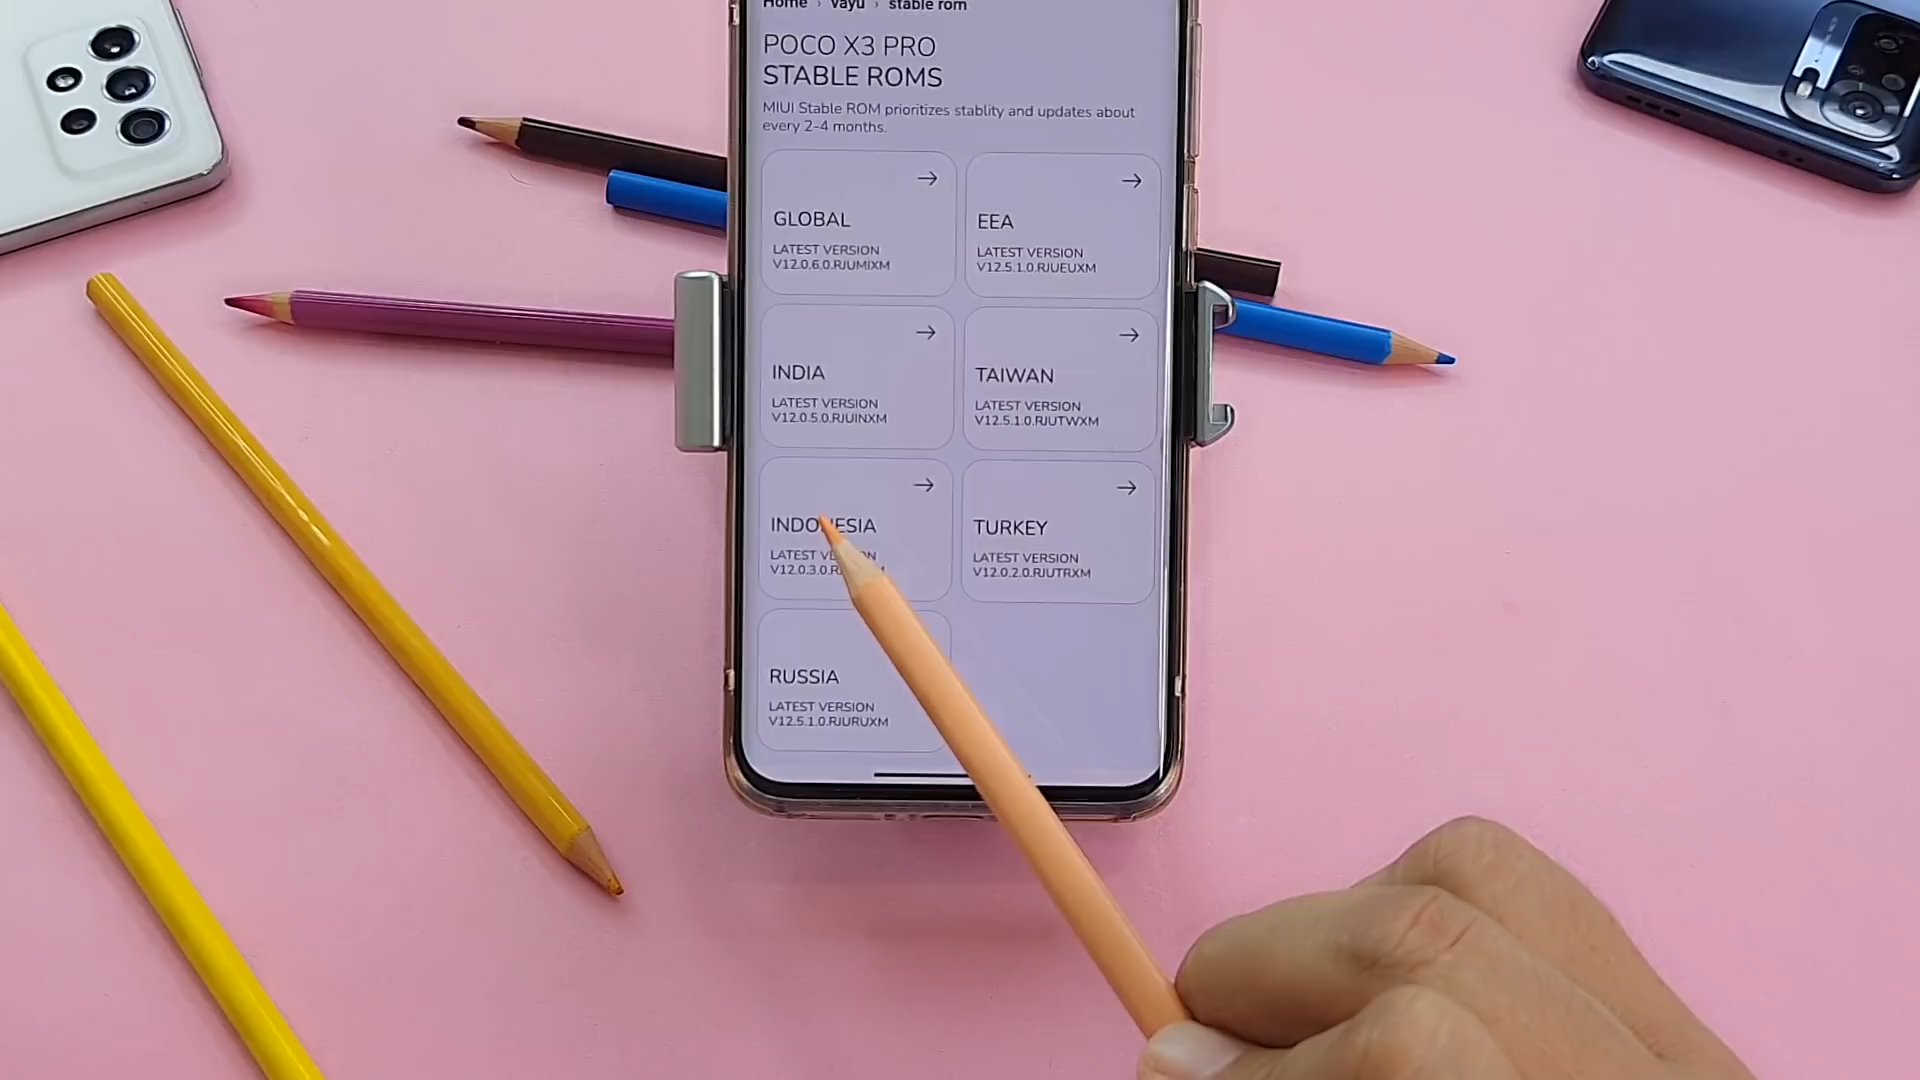 Home › vayu › stable rom
POCO X3 PRO
STABLE ROMS
MIUI Stable ROM prioritizes stablity and updates about
every 2-4 months.
GLOBAL
LATEST VERSION
V12.0.6.0.RJUMIXM
EEA
LATEST VERSION
V12.5.1.0.RJUEUXM
INDIA
LATEST VERSION
V12.0.5.0.RJUINXM
TAIWAN
LATEST VERSION
V12.5.1.0.RJUTWXM
INDONESIA
LATEST VERSION
TURKEY
LATEST VERSION
V12.0.2.0.RJUTRXM
RUSSIA
LATEST VERSION
V12.5.1.0.RJURUXM